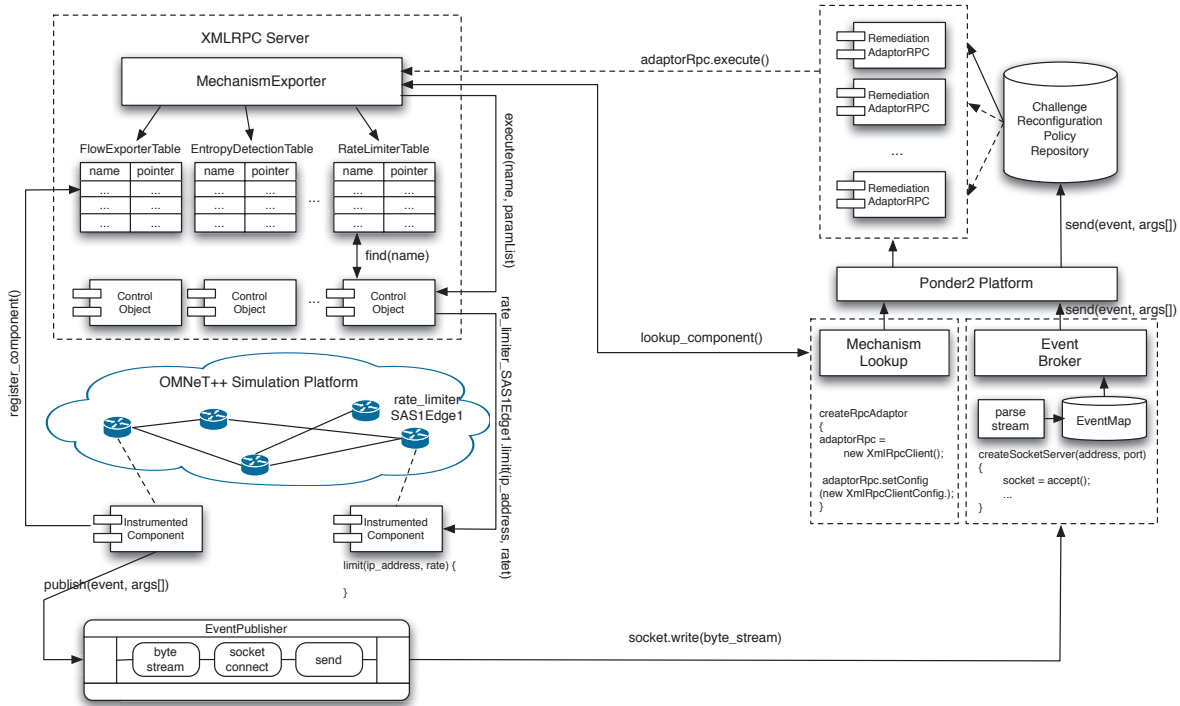 XMLRPC Server
MechanismExporter
FlowExporterTable
name pointer
... ...
... ...
... ...
EntropyDetectionTable
name pointer
... ...
... ...
... ...
...
RateLimiterTable
name pointer
... ...
... ...
... ...
find(name)
Control
Object
Control
Object
...
Control
Object
execute(name, paramList)
rate_limiter_SAS1Edge1.limit(ip_address, ratet)
register_component()
OMNeT++ Simulation Platform
rate_limiter
SAS1Edge1
Instrumented
Component
Instrumented
Component
limit(ip_address, rate) {
}
publish(event, args[])
EventPublisher
byte
stream
socket
connect
send
socket.write(byte_stream)
adaptorRpc.execute()
lookup_component()
Remediation
AdaptorRPC
Remediation
AdaptorRPC
...
Remediation
AdaptorRPC
Challenge
Reconfiguration
Policy
Repository
send(event, args[])
Ponder2 Platform
send(event, args[])
Mechanism
Lookup
createRpcAdaptor
{
adaptorRpc =
new XmlRpcClient();
adaptorRpc.setConfig
(new XmlRpcClientConfig.);
}
Event
Broker
parse
stream
EventMap
createSocketServer(address, port)
{
socket = accept();
...
}